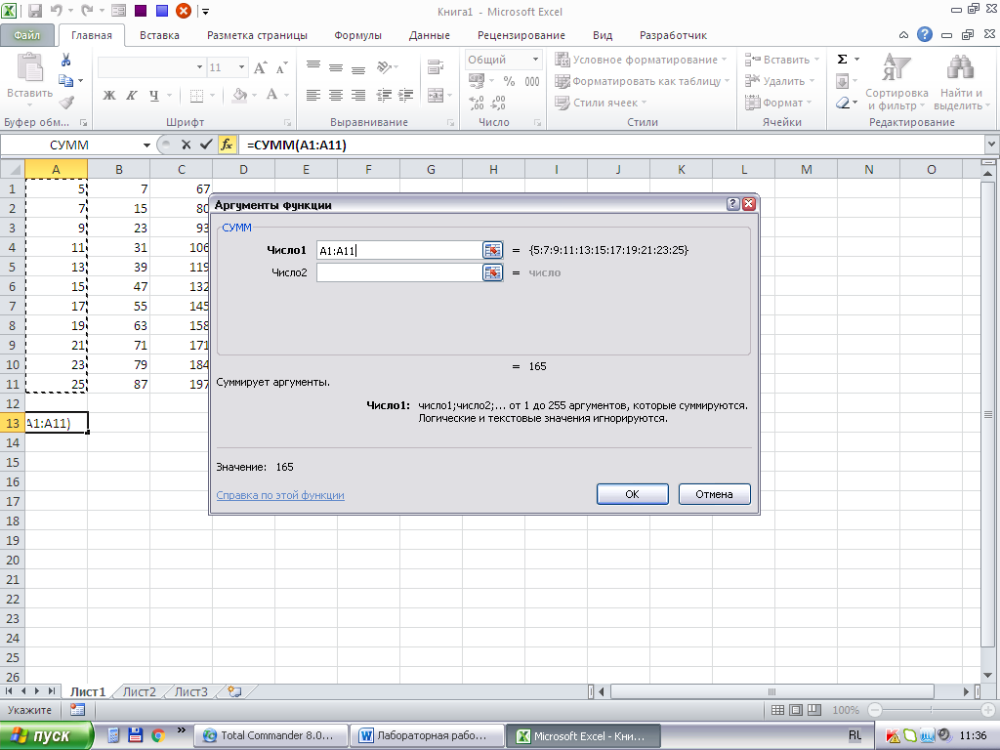 Книга1 - Microsoft Excel
Файл Главная Вставка Разметка страницы Формулы Данные Рецензирование Вид Разработчик
11 Общий Условное форматирование Вставить Σ
Вставить Ж К Ч А % 000 Форматировать как таблицу Удалить Сортировка и фильтр Найти и выделить
Стили ячеек Формат
Буфер обм... Шрифт Выравнивание Число Стили Ячейки Редактирование
СУММ fx =СУММ(A1:A11)
A B C D E F G H I J K L M N O
1 5 7 67
2 7 15 80
3 9 23 93
4 11 31 106
5 13 39 119
6 15 47 132
7 17 55 145
8 19 63 158
9 21 71 171
10 23 79 184
11 25 87 197
12
13 A1:A11)
14
15
16
17
18
19
20
21
22
23
24
25
26
Аргументы функции
СУММ
Число1 A1:A11 = {5:7:9:11:13:15:17:19:21:23:25}
Число2 = число
= 165
Суммирует аргументы.
Число1: число1;число2;... от 1 до 255 аргументов, которые суммируются.
Логические и текстовые значения игнорируются.
Значение: 165
Справка по этой функции OK Отмена
Лист1 Лист2 Лист3
Укажите 100%
пуск » Total Commander 8.0... Лабораторная рабо... Microsoft Excel - Кни... RL 11:36